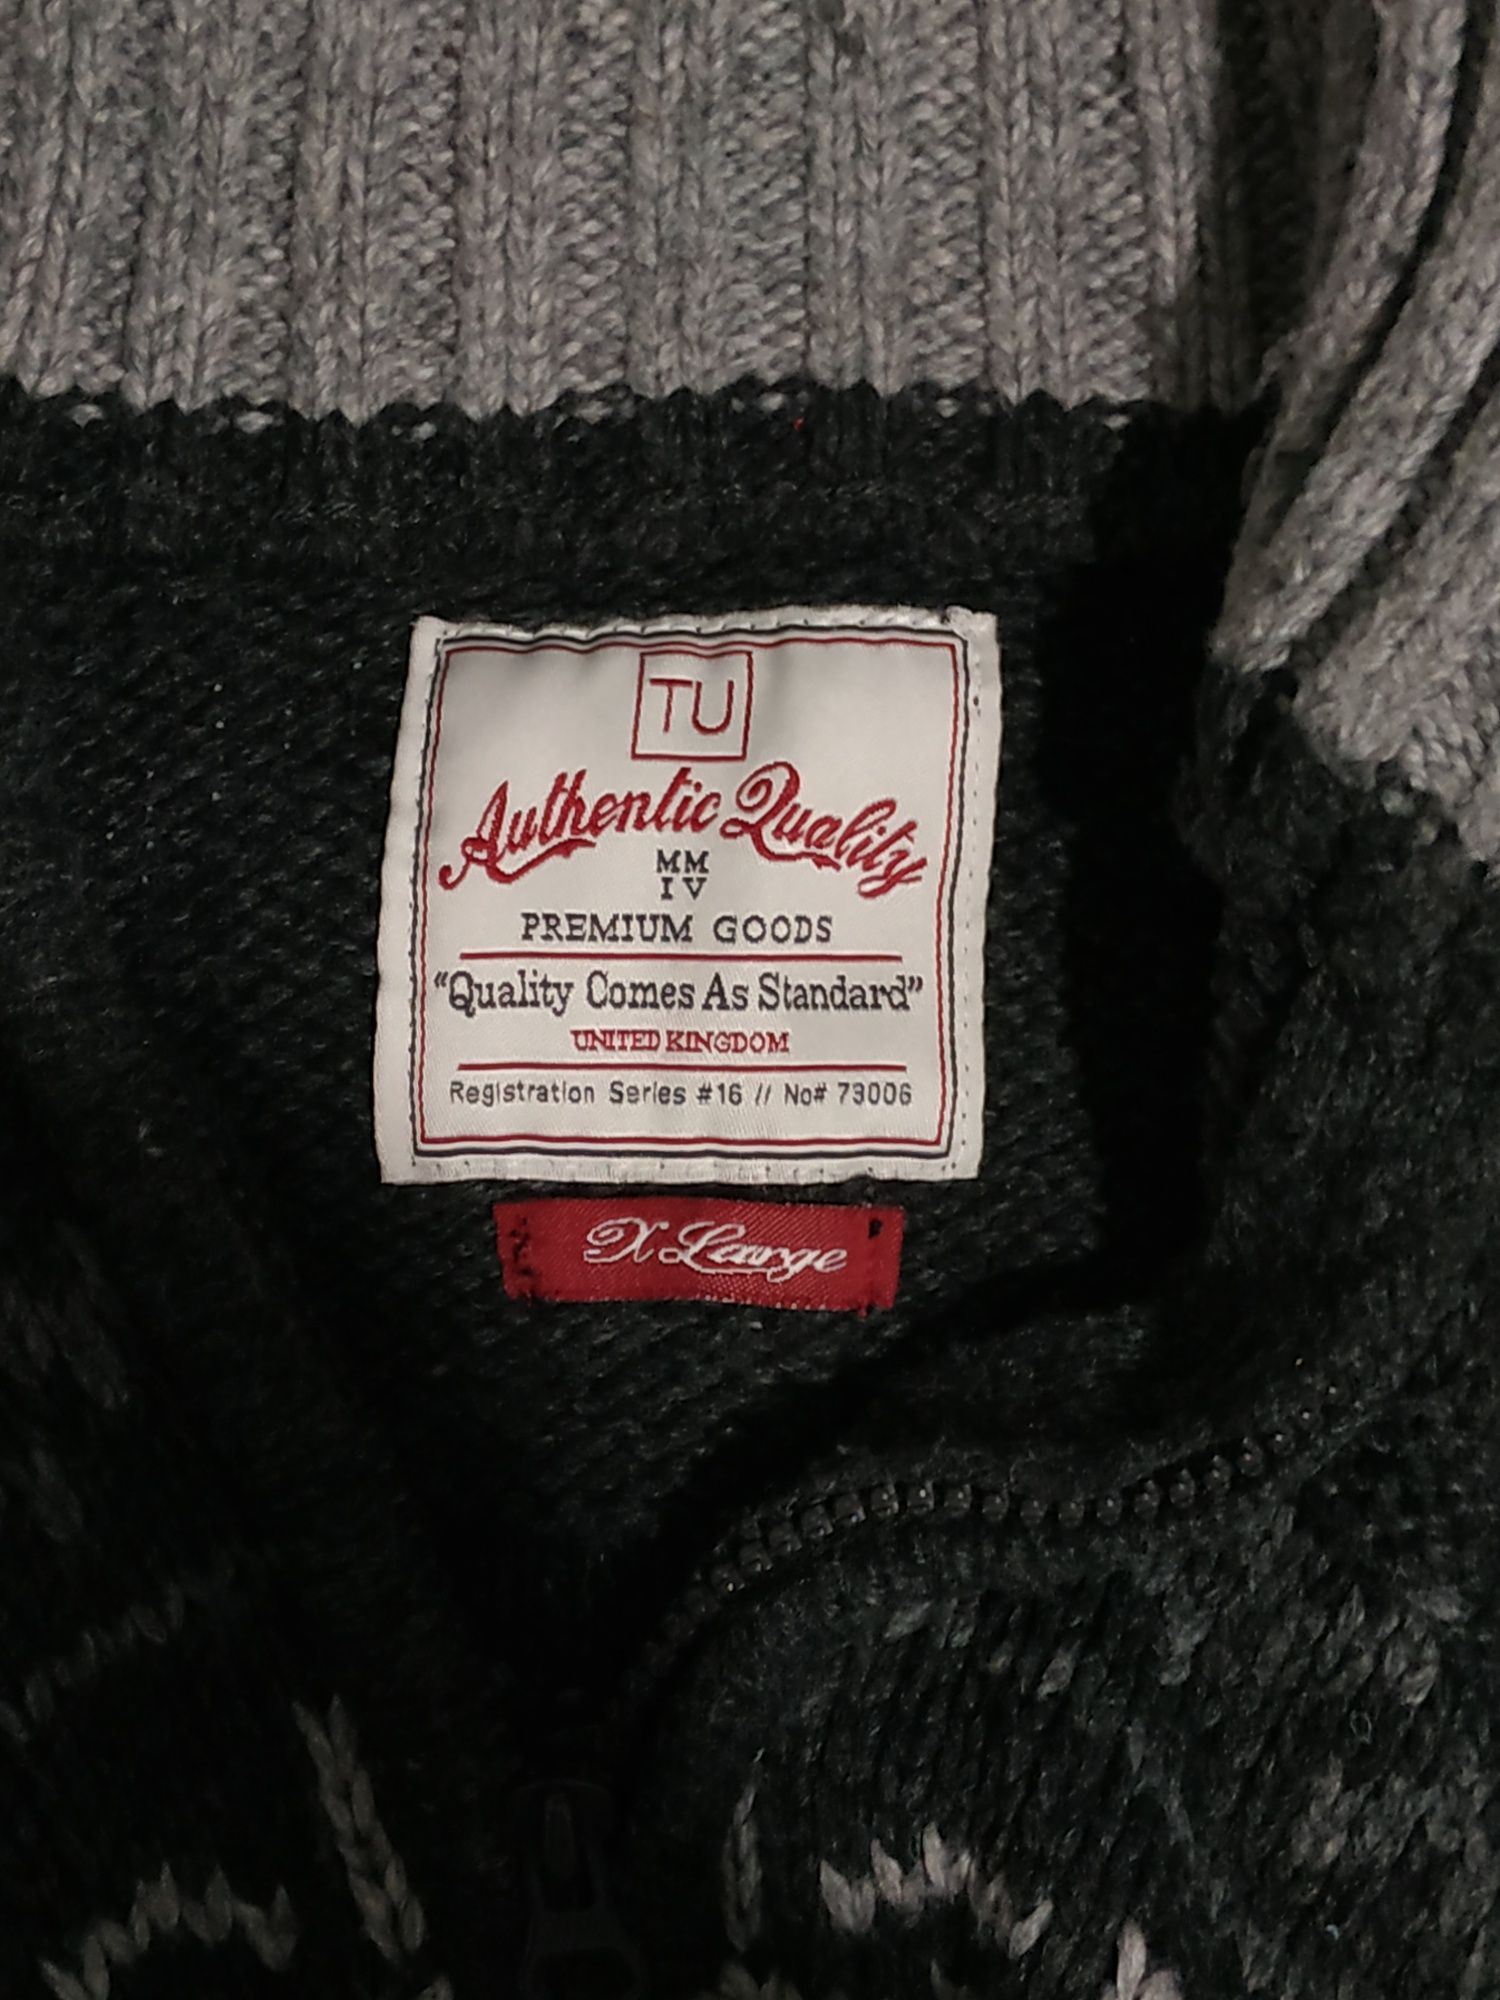 TU
Authentic Quality
MM
IV
PREMIUM GOODS
"Quality Comes As Standard"
UNITED KINGDOM
Registration Series #16 // No# 73006
X Large